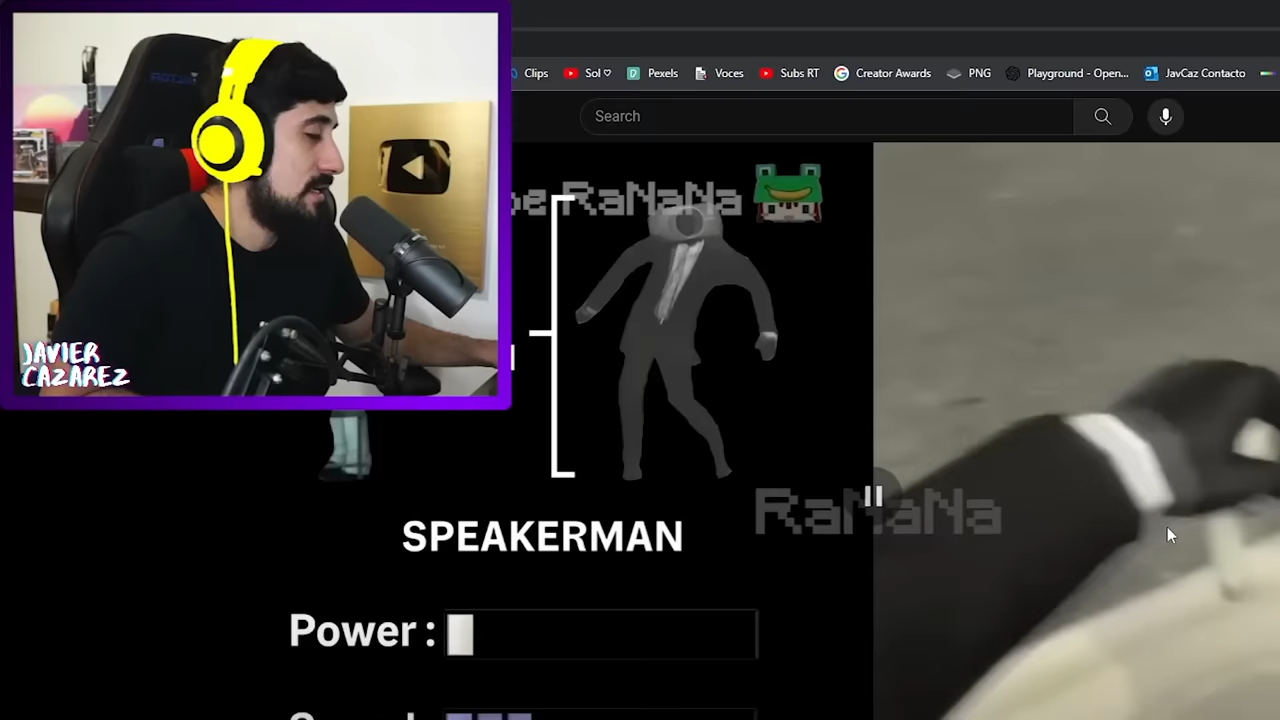 Clips
Sol ♡
Pexels
Voces
Subs RT
Creator Awards
PNG
Playground - Open...
JavCaz Contacto
Search
RaNaNa
JAVIER
CAZAREZ
SPEAKERMAN
RaNaNa
Power :